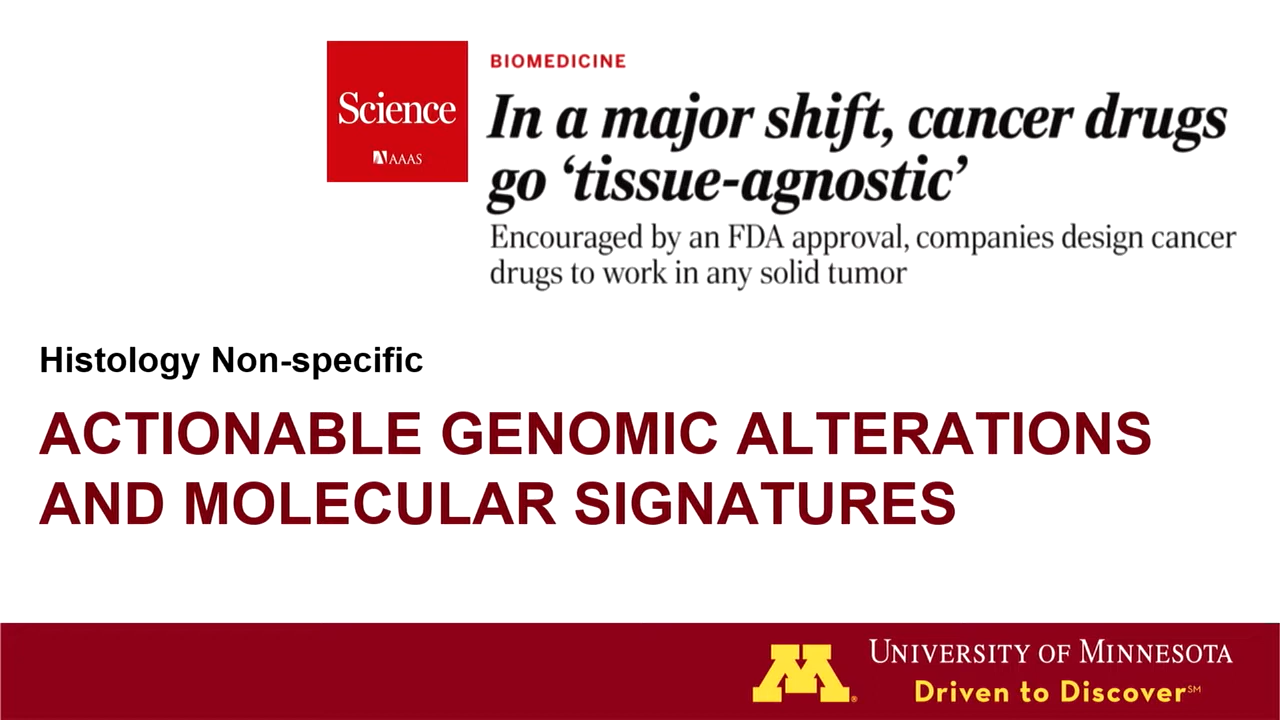 Science
AAAS
BIOMEDICINE
In a major shift, cancer drugs
go ‘tissue-agnostic’
Encouraged by an FDA approval, companies design cancer
drugs to work in any solid tumor
Histology Non-specific
ACTIONABLE GENOMIC ALTERATIONS
AND MOLECULAR SIGNATURES
M®
UNIVERSITY OF MINNESOTA
Driven to Discover℠